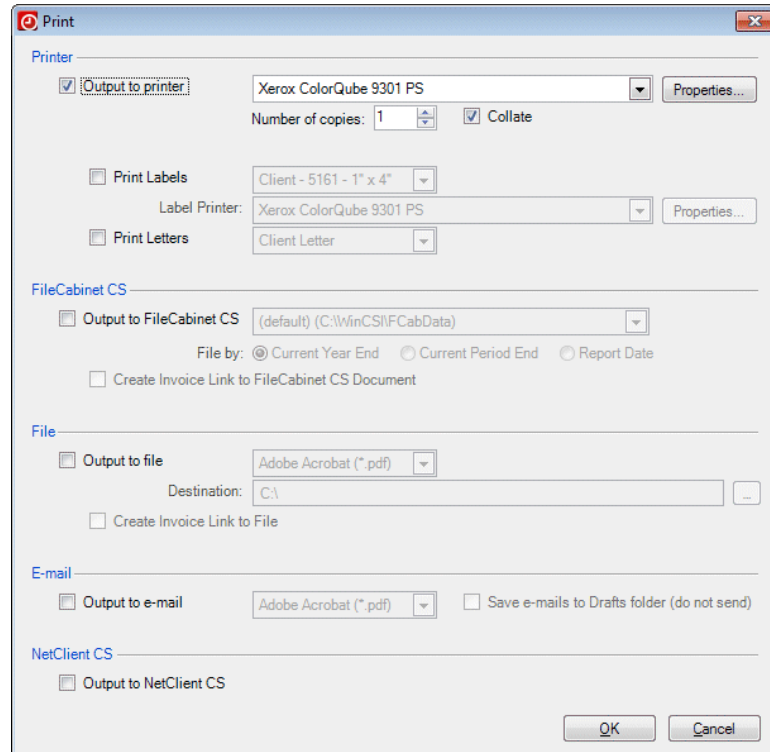 Print
Printer
Output to printer
Xerox ColorQube 9301 PS
Properties...
Number of copies: 1
Collate
Print Labels
Client - 5161 - 1" x 4"
Label Printer:
Xerox ColorQube 9301 PS
Properties...
Print Letters
Client Letter
FileCabinet CS
Output to FileCabinet CS
(default) (C:\WinCSI\FCabData)
File by: Current Year End Current Period End Report Date
Create Invoice Link to FileCabinet CS Document
File
Output to file
Adobe Acrobat (*.pdf)
Destination:
C:\
...
Create Invoice Link to File
E-mail
Output to e-mail
Adobe Acrobat (*.pdf)
Save e-mails to Drafts folder (do not send)
NetClient CS
Output to NetClient CS
OK
Cancel